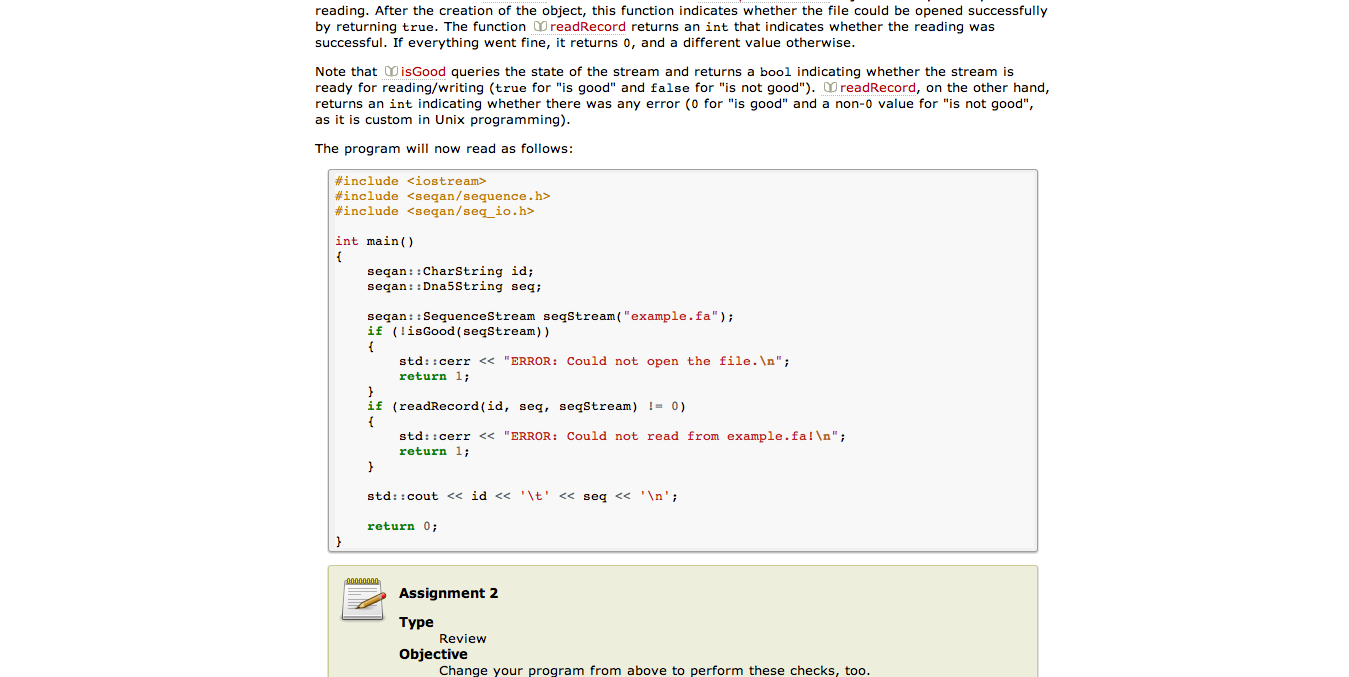 reading. After the creation of the object, this function indicates whether the file could be opened successfully
by returning true. The function readRecord returns an int that indicates whether the reading was
successful. If everything went fine, it returns 0, and a different value otherwise.
Note that isGood queries the state of the stream and returns a bool indicating whether the stream is
ready for reading/writing (true for "is good" and false for "is not good"). readRecord, on the other hand,
returns an int indicating whether there was any error (0 for "is good" and a non-0 value for "is not good",
as it is custom in Unix programming).
The program will now read as follows:
#include <iostream>
#include <seqan/sequence.h>
#include <seqan/seq_io.h>
int main()
{
    seqan::CharString id;
    seqan::Dna5String seq;
    seqan::SequenceStream seqStream("example.fa");
    if (!isGood(seqStream))
    {
        std::cerr << "ERROR: Could not open the file.\n";
        return 1;
    }
    if (readRecord(id, seq, seqStream) != 0)
    {
        std::cerr << "ERROR: Could not read from example.fa!\n";
        return 1;
    }
    std::cout << id << '\t' << seq << '\n';
    return 0;
}
Assignment 2
Type
Review
Objective
Change your program from above to perform these checks, too.